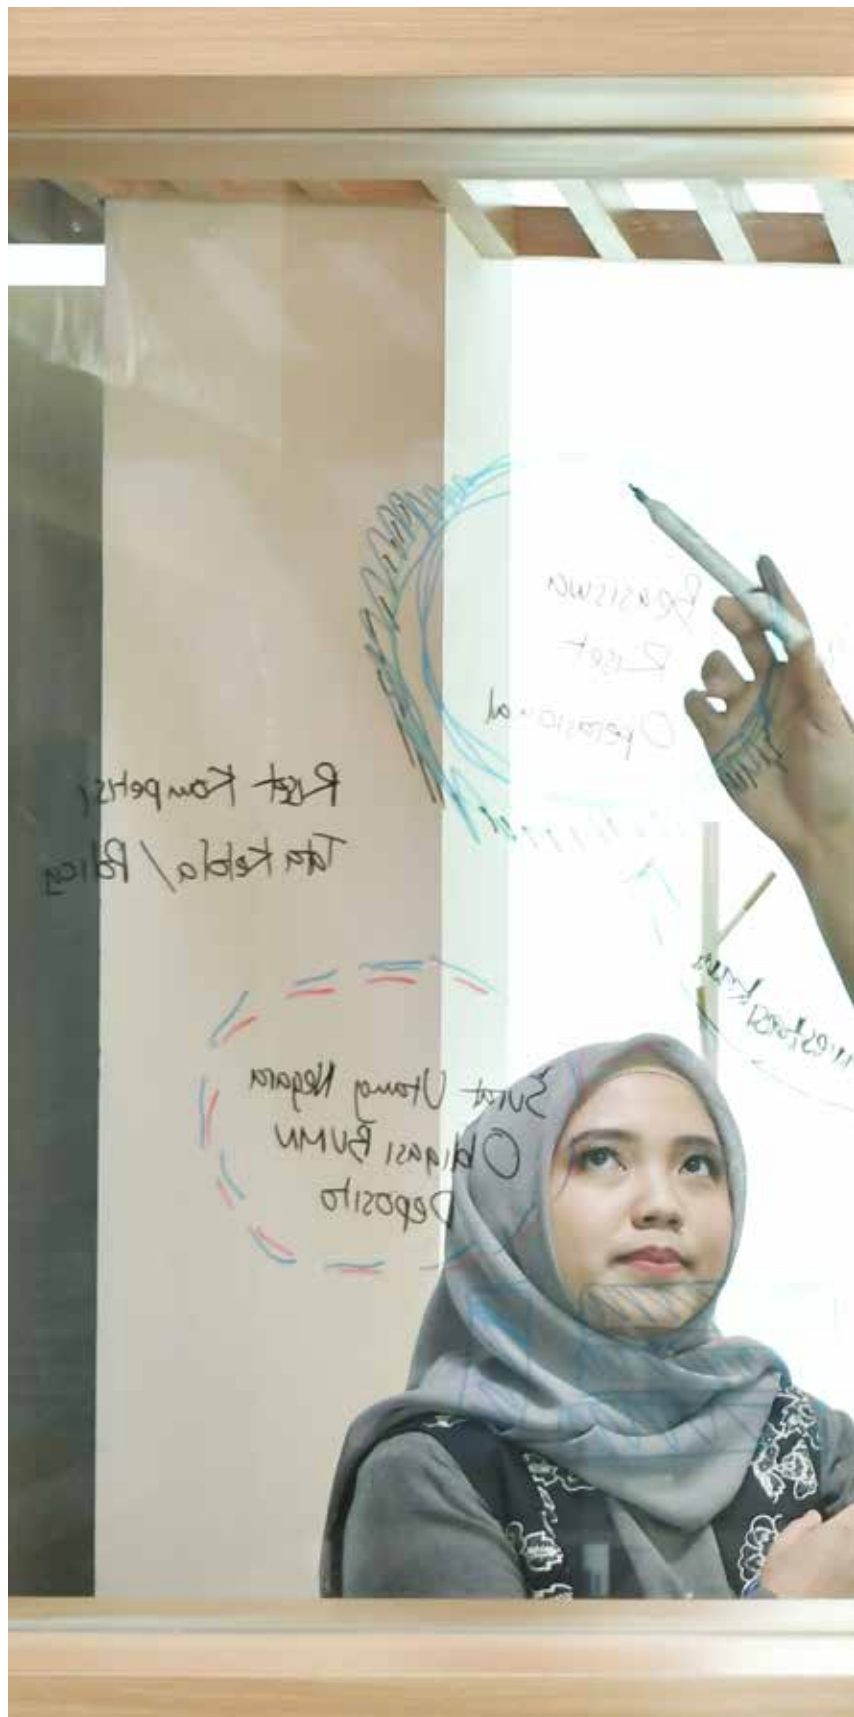 Beasiswa
Riset
Operasional
Riset Kompetisi
Tata Kelola / Policy
Surat Utang Negara
Obligasi BUMN
Deposito